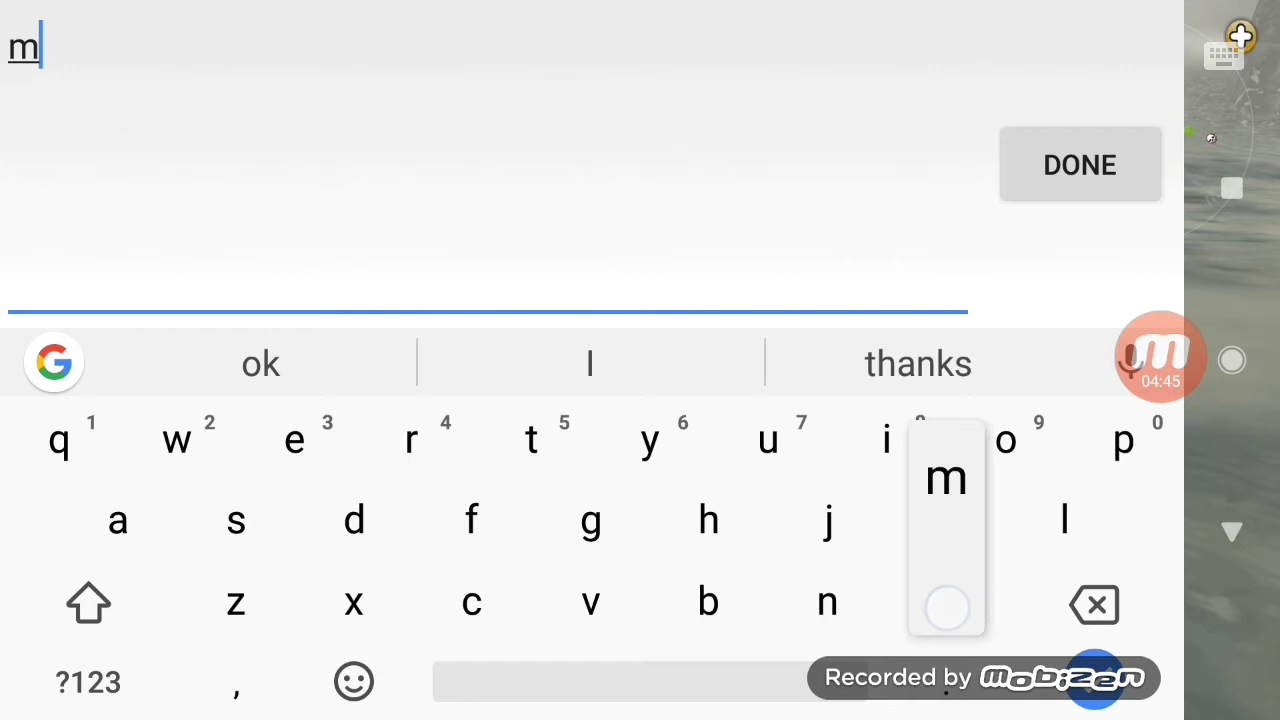 m
DONE
ok I thanks
04:45
1 2 3 4 5 6 7 9 0
q w e r t y u i o p
m
a s d f g h j l
z x c v b n
?123 , .
Recorded by mobizen